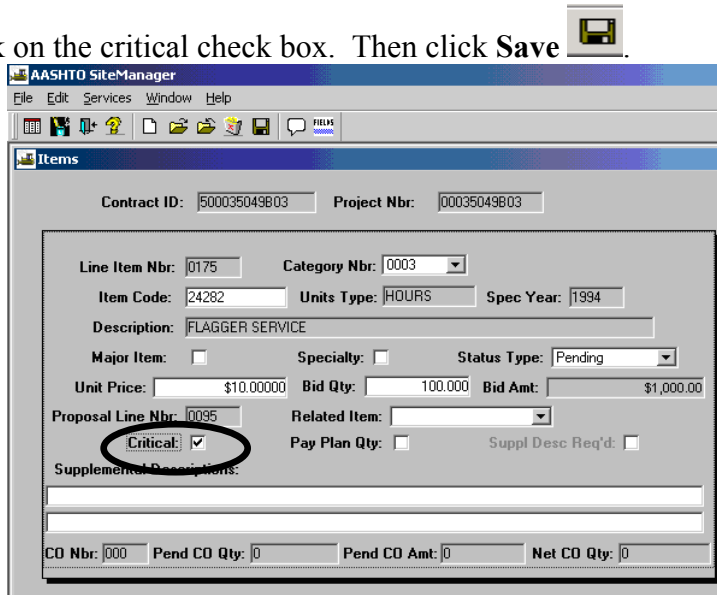 on the critical check box. Then click Save .
AASHTO SiteManager
File Edit Services Window Help
FIELDS
Items
Contract ID: 500035049B03 Project Nbr: 00035049B03
Line Item Nbr: 0175 Category Nbr: 0003
Item Code: 24282 Units Type: HOURS Spec Year: 1994
Description: FLAGGER SERVICE
Major Item: Specialty: Status Type: Pending
Unit Price: $10.00000 Bid Qty: 100.000 Bid Amt: $1,000.00
Proposal Line Nbr: 0095 Related Item:
Critical: Pay Plan Qty: Suppl Desc Req'd:
Supplemental Descriptions:
CO Nbr: 000 Pend CO Qty: 0 Pend CO Amt: 0 Net CO Qty: 0